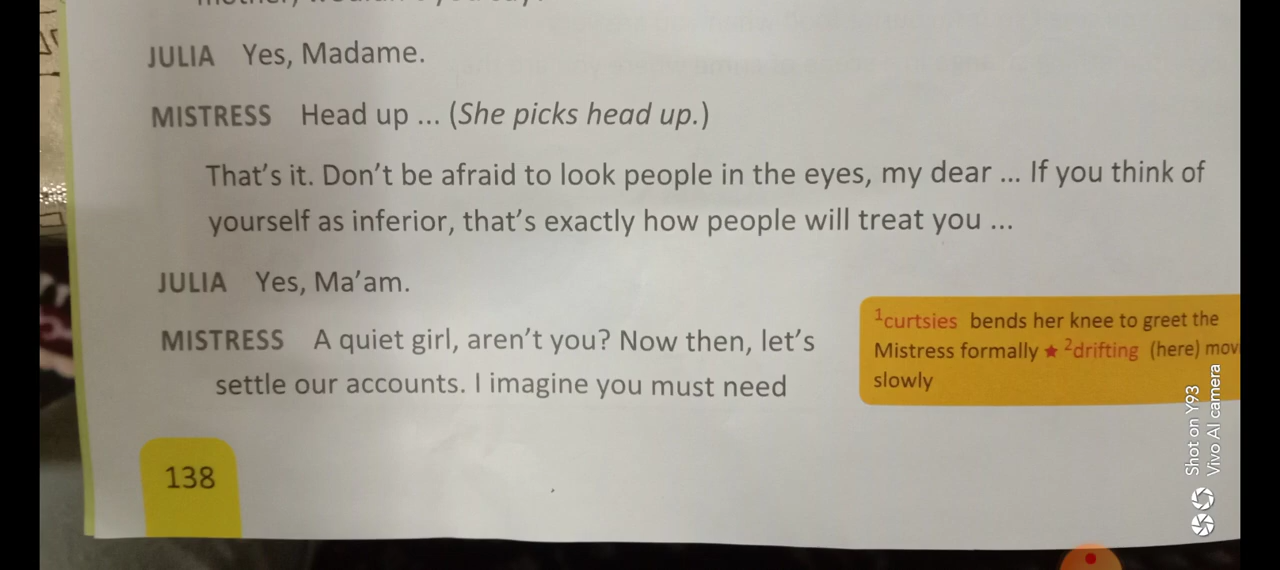 JULIA Yes, Madame.
MISTRESS Head up ... (She picks head up.)
That's it. Don't be afraid to look people in the eyes, my dear ... If you think of
yourself as inferior, that's exactly how people will treat you ...
JULIA Yes, Ma'am.
MISTRESS A quiet girl, aren't you? Now then, let's
settle our accounts. I imagine you must need
1curtsies bends her knee to greet the
Mistress formally ★ 2drifting (here) mov
slowly
138
Shot on Y93
Vivo AI camera